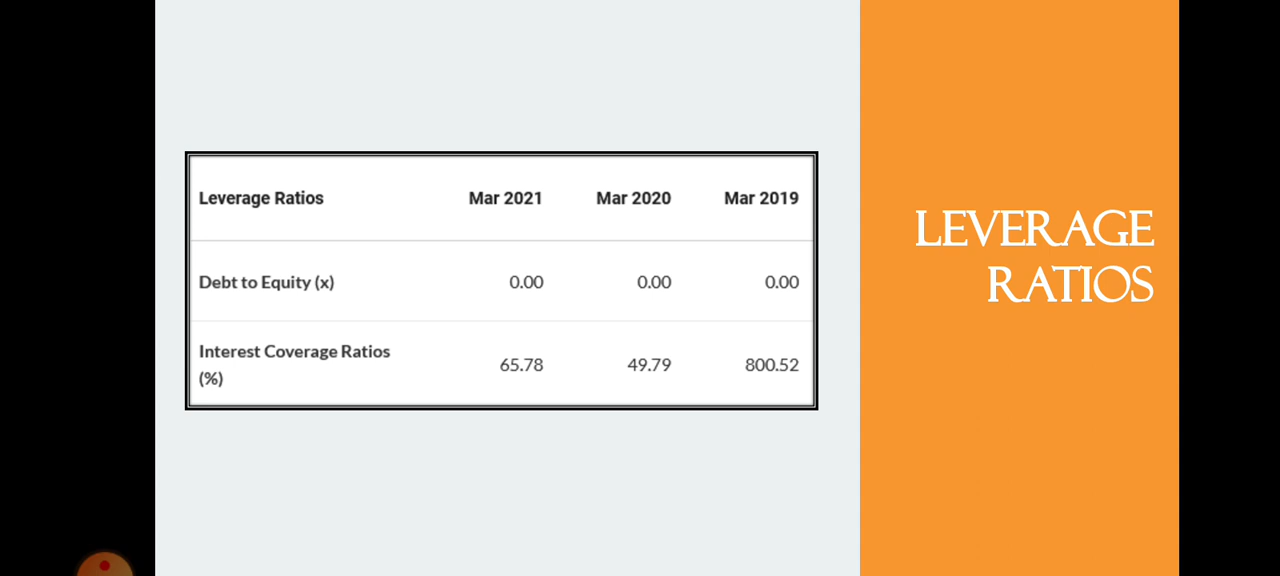 Leverage Ratios Mar 2021 Mar 2020 Mar 2019
Debt to Equity (x) 0.00 0.00 0.00
Interest Coverage Ratios
(%) 65.78 49.79 800.52
LEVERAGE
RATIOS